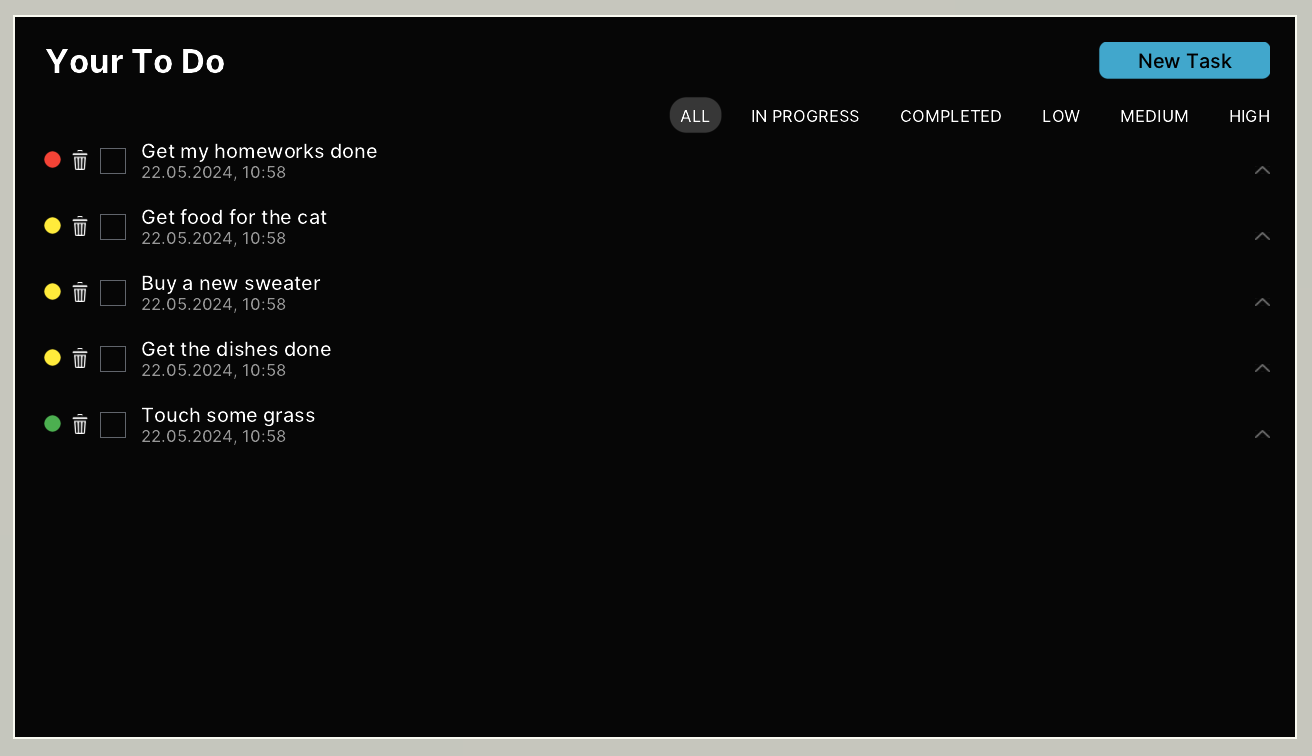 Your To Do
New Task
ALL IN PROGRESS COMPLETED LOW MEDIUM HIGH
Get my homeworks done
22.05.2024, 10:58
Get food for the cat
22.05.2024, 10:58
Buy a new sweater
22.05.2024, 10:58
Get the dishes done
22.05.2024, 10:58
Touch some grass
22.05.2024, 10:58